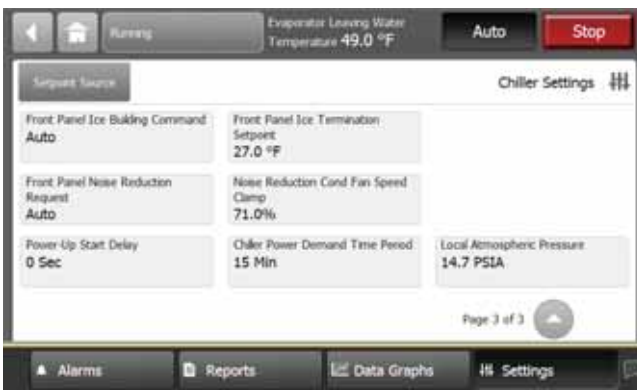 Running
Evaporator Leaving Water
Temperature 49.0 °F
Auto
Stop
Setpoint Source
Chiller Settings
Front Panel Ice Building Command
Auto
Front Panel Ice Termination
Setpoint
27.0 °F
Front Panel Noise Reduction
Request
Auto
Noise Reduction Cond Fan Speed
Clamp
71.0%
Power Up Start Delay
0 Sec
Chiller Power Demand Time Period
15 Min
Local Atmospheric Pressure
14.7 PSIA
Page 3 of 3
Alarms
Reports
Data Graphs
Settings